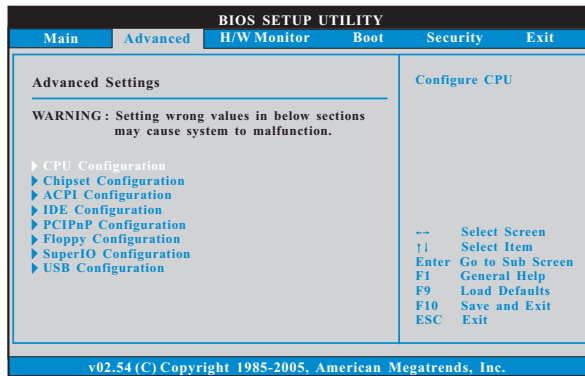 BIOS SETUP UTILITY
Main Advanced H/W Monitor Boot Security Exit
Advanced Settings
WARNING : Setting wrong values in below sections
may cause system to malfunction.
CPU Configuration
Chipset Configuration
ACPI Configuration
IDE Configuration
PCIPnP Configuration
Floppy Configuration
SuperIO Configuration
USB Configuration
Configure CPU
←→ Select Screen
↑↓ Select Item
Enter Go to Sub Screen
F1 General Help
F9 Load Defaults
F10 Save and Exit
ESC Exit
v02.54 (C) Copyright 1985-2005, American Megatrends, Inc.